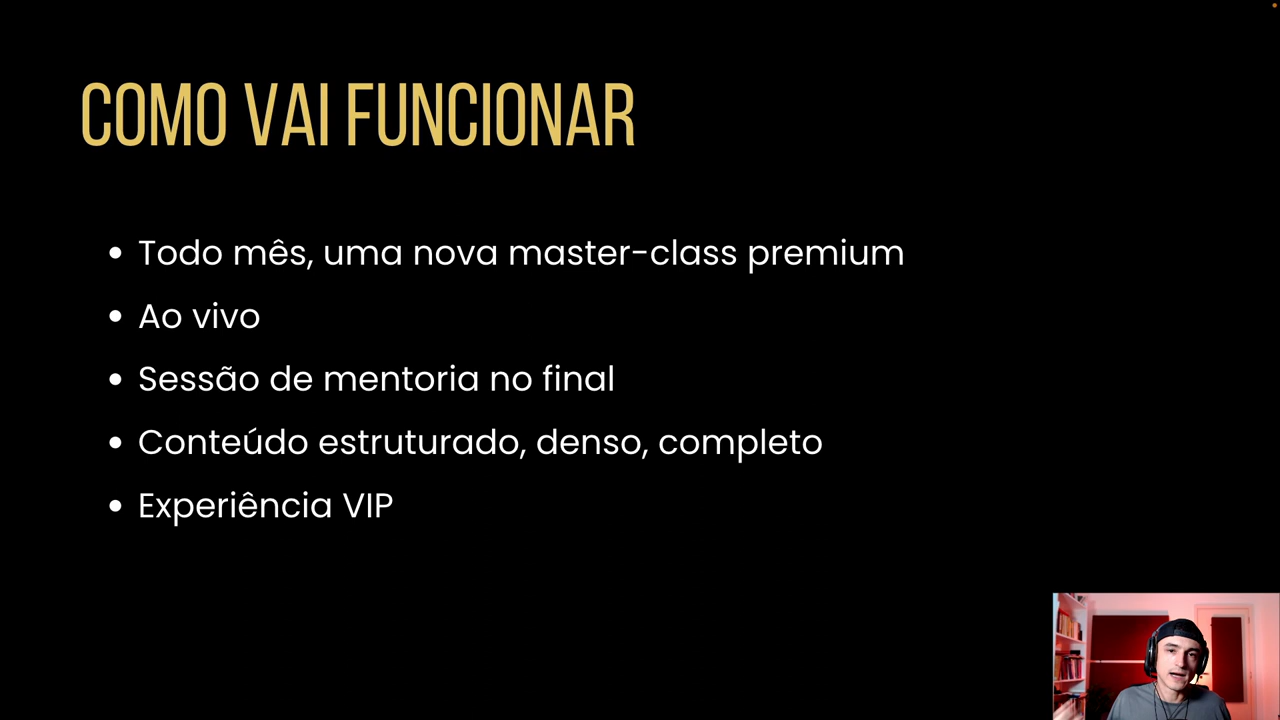 COMO VAI FUNCIONAR
Todo mês, uma nova master-class premium
Ao vivo
Sessão de mentoria no final
Conteúdo estruturado, denso, completo
Experiência VIP